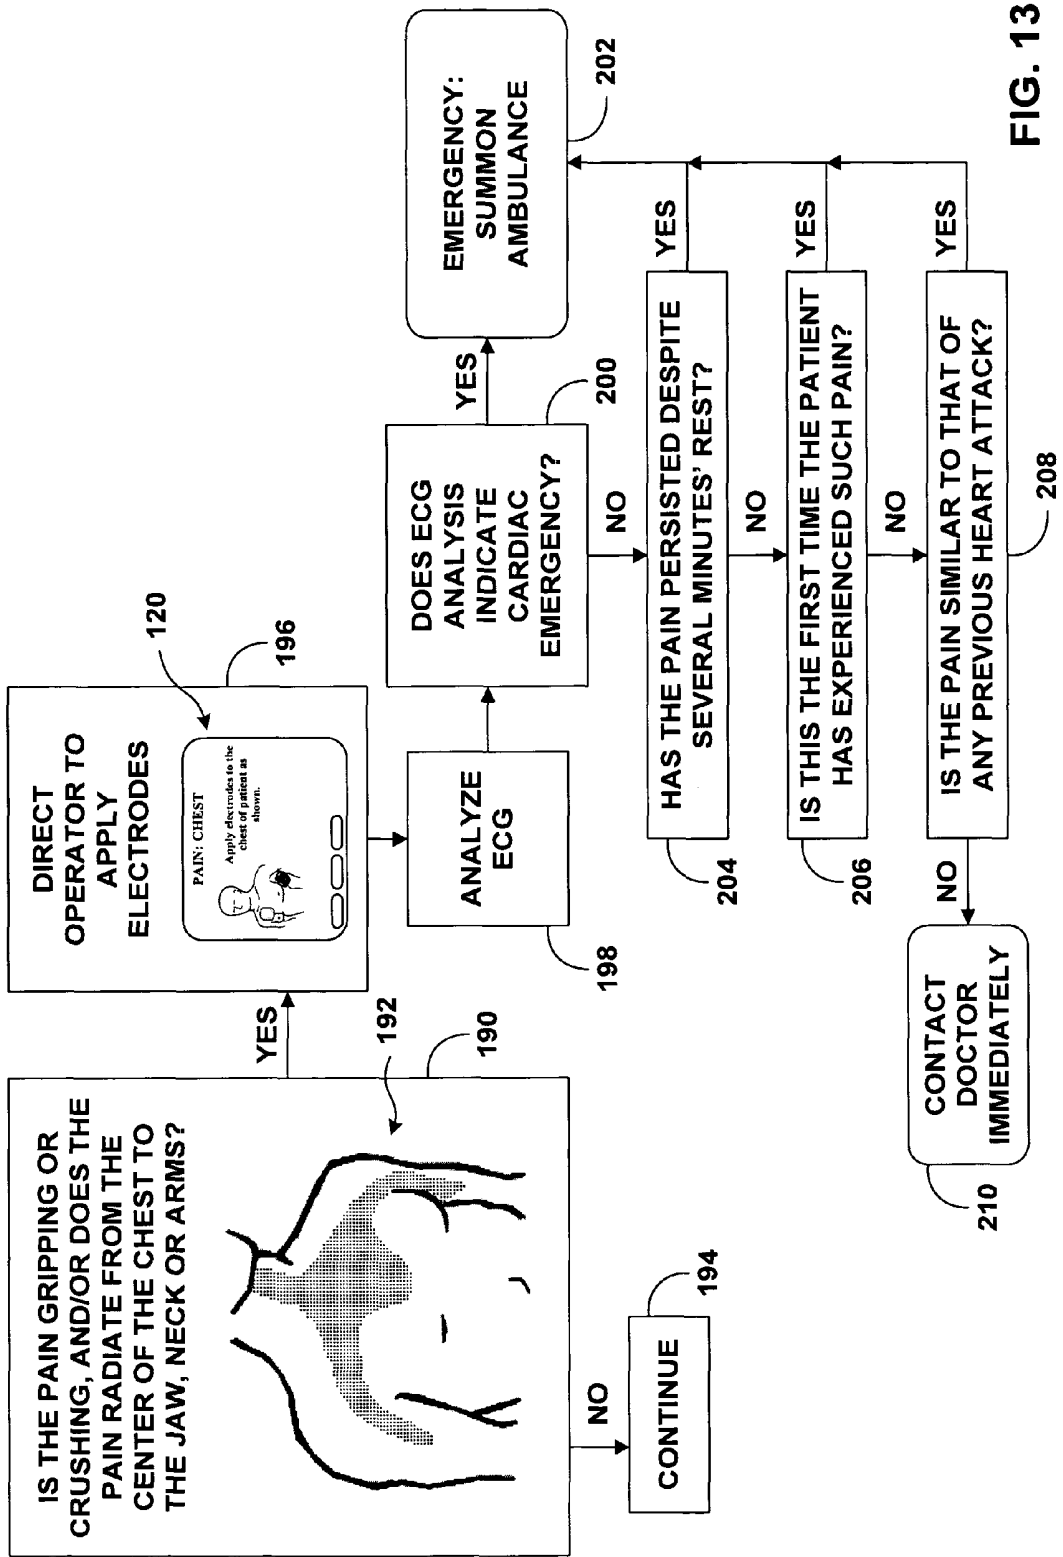 IS THE PAIN GRIPPING OR
CRUSHING, AND/OR DOES THE
PAIN RADIATE FROM THE
CENTER OF THE CHEST TO
THE JAW, NECK OR ARMS?
192
190
YES
NO
CONTINUE
194
DIRECT
OPERATOR TO
APPLY
ELECTRODES
PAIN: CHEST
Apply electrodes to the
chest of patient as
shown.
120
196
ANALYZE
ECG
198
DOES ECG
ANALYSIS
INDICATE
CARDIAC
EMERGENCY?
200
YES
EMERGENCY:
SUMMON
AMBULANCE
202
NO
HAS THE PAIN PERSISTED DESPITE
SEVERAL MINUTES' REST?
204
YES
NO
IS THIS THE FIRST TIME THE PATIENT
HAS EXPERIENCED SUCH PAIN?
206
YES
NO
IS THE PAIN SIMILAR TO THAT OF
ANY PREVIOUS HEART ATTACK?
208
YES
NO
CONTACT
DOCTOR
IMMEDIATELY
210
FIG. 13